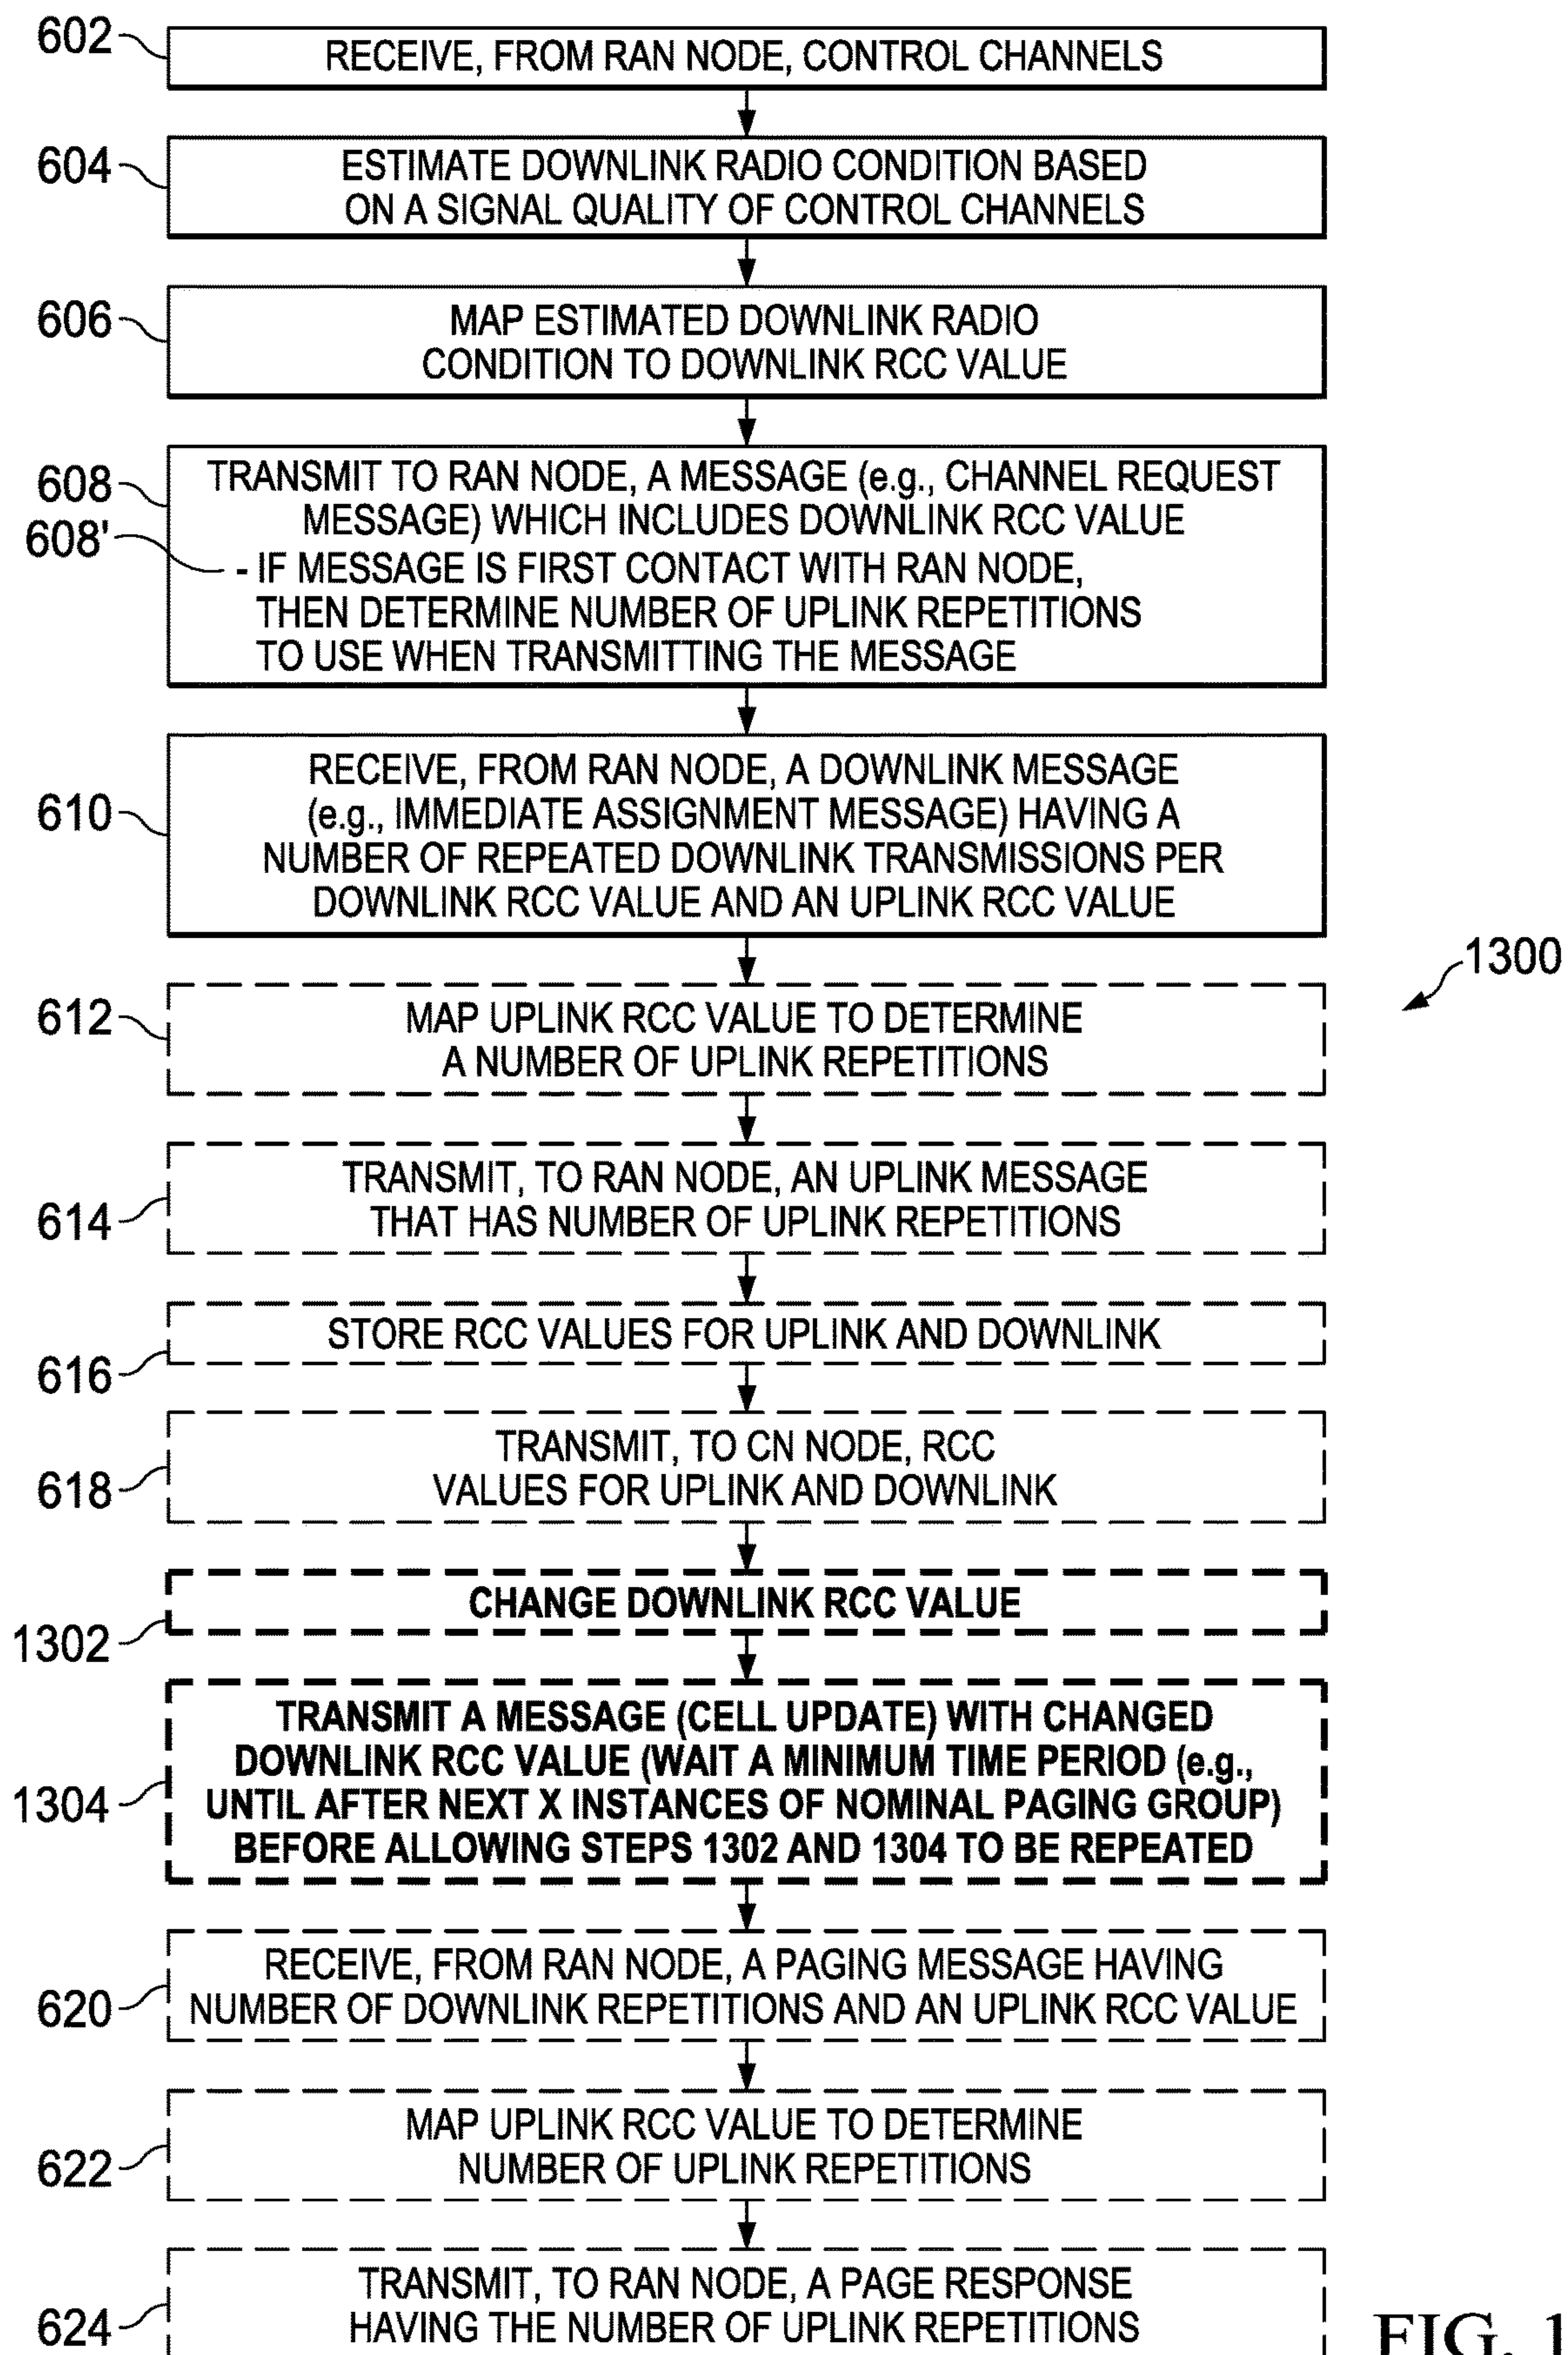 602
RECEIVE, FROM RAN NODE, CONTROL CHANNELS
604
ESTIMATE DOWNLINK RADIO CONDITION BASED
ON A SIGNAL QUALITY OF CONTROL CHANNELS
606
MAP ESTIMATED DOWNLINK RADIO
CONDITION TO DOWNLINK RCC VALUE
608
TRANSMIT TO RAN NODE, A MESSAGE (e.g., CHANNEL REQUEST
MESSAGE) WHICH INCLUDES DOWNLINK RCC VALUE
608'
- IF MESSAGE IS FIRST CONTACT WITH RAN NODE,
THEN DETERMINE NUMBER OF UPLINK REPETITIONS
TO USE WHEN TRANSMITTING THE MESSAGE
610
RECEIVE, FROM RAN NODE, A DOWNLINK MESSAGE
(e.g., IMMEDIATE ASSIGNMENT MESSAGE) HAVING A
NUMBER OF REPEATED DOWNLINK TRANSMISSIONS PER
DOWNLINK RCC VALUE AND AN UPLINK RCC VALUE
1300
612
MAP UPLINK RCC VALUE TO DETERMINE
A NUMBER OF UPLINK REPETITIONS
614
TRANSMIT, TO RAN NODE, AN UPLINK MESSAGE
THAT HAS NUMBER OF UPLINK REPETITIONS
616
STORE RCC VALUES FOR UPLINK AND DOWNLINK
618
TRANSMIT, TO CN NODE, RCC
VALUES FOR UPLINK AND DOWNLINK
1302
CHANGE DOWNLINK RCC VALUE
1304
TRANSMIT A MESSAGE (CELL UPDATE) WITH CHANGED
DOWNLINK RCC VALUE (WAIT A MINIMUM TIME PERIOD (e.g.,
UNTIL AFTER NEXT X INSTANCES OF NOMINAL PAGING GROUP)
BEFORE ALLOWING STEPS 1302 AND 1304 TO BE REPEATED
620
RECEIVE, FROM RAN NODE, A PAGING MESSAGE HAVING
NUMBER OF DOWNLINK REPETITIONS AND AN UPLINK RCC VALUE
622
MAP UPLINK RCC VALUE TO DETERMINE
NUMBER OF UPLINK REPETITIONS
624
TRANSMIT, TO RAN NODE, A PAGE RESPONSE
HAVING THE NUMBER OF UPLINK REPETITIONS
FIG. 1